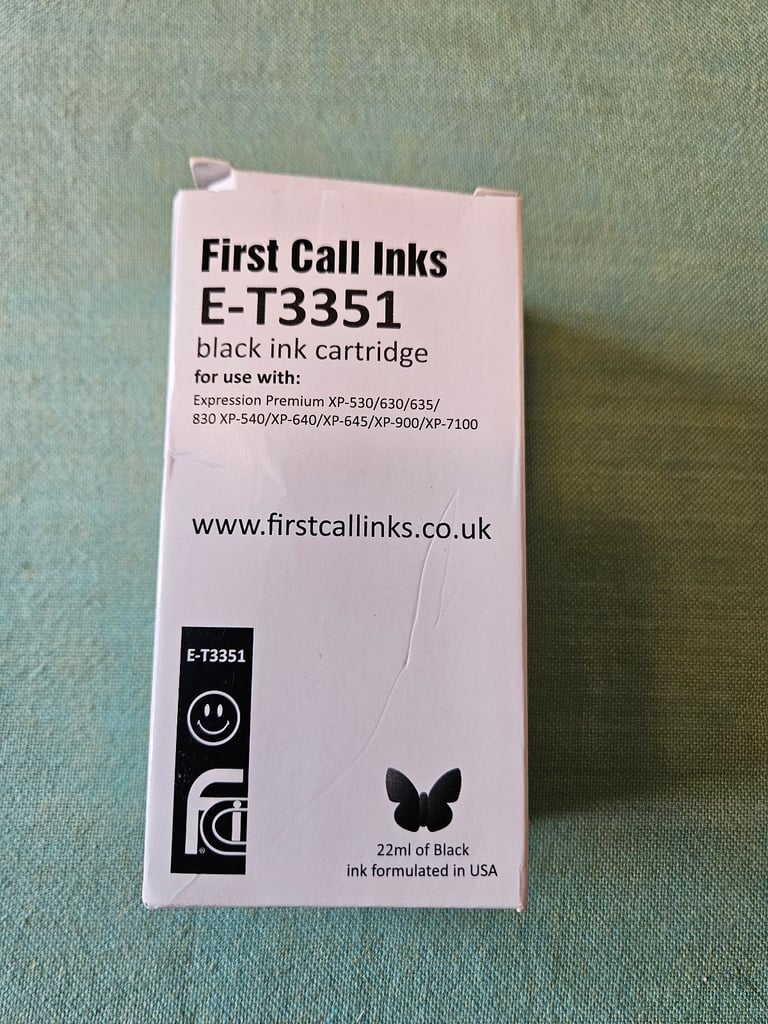 First Call Inks
E-T3351
black ink cartridge
for use with:
Expression Premium XP-530/630/635/
830 XP-540/XP-640/XP-645/XP-900/XP-7100
www.firstcallinks.co.uk
E-T3351
FCi
®
22ml of Black
ink formulated in USA